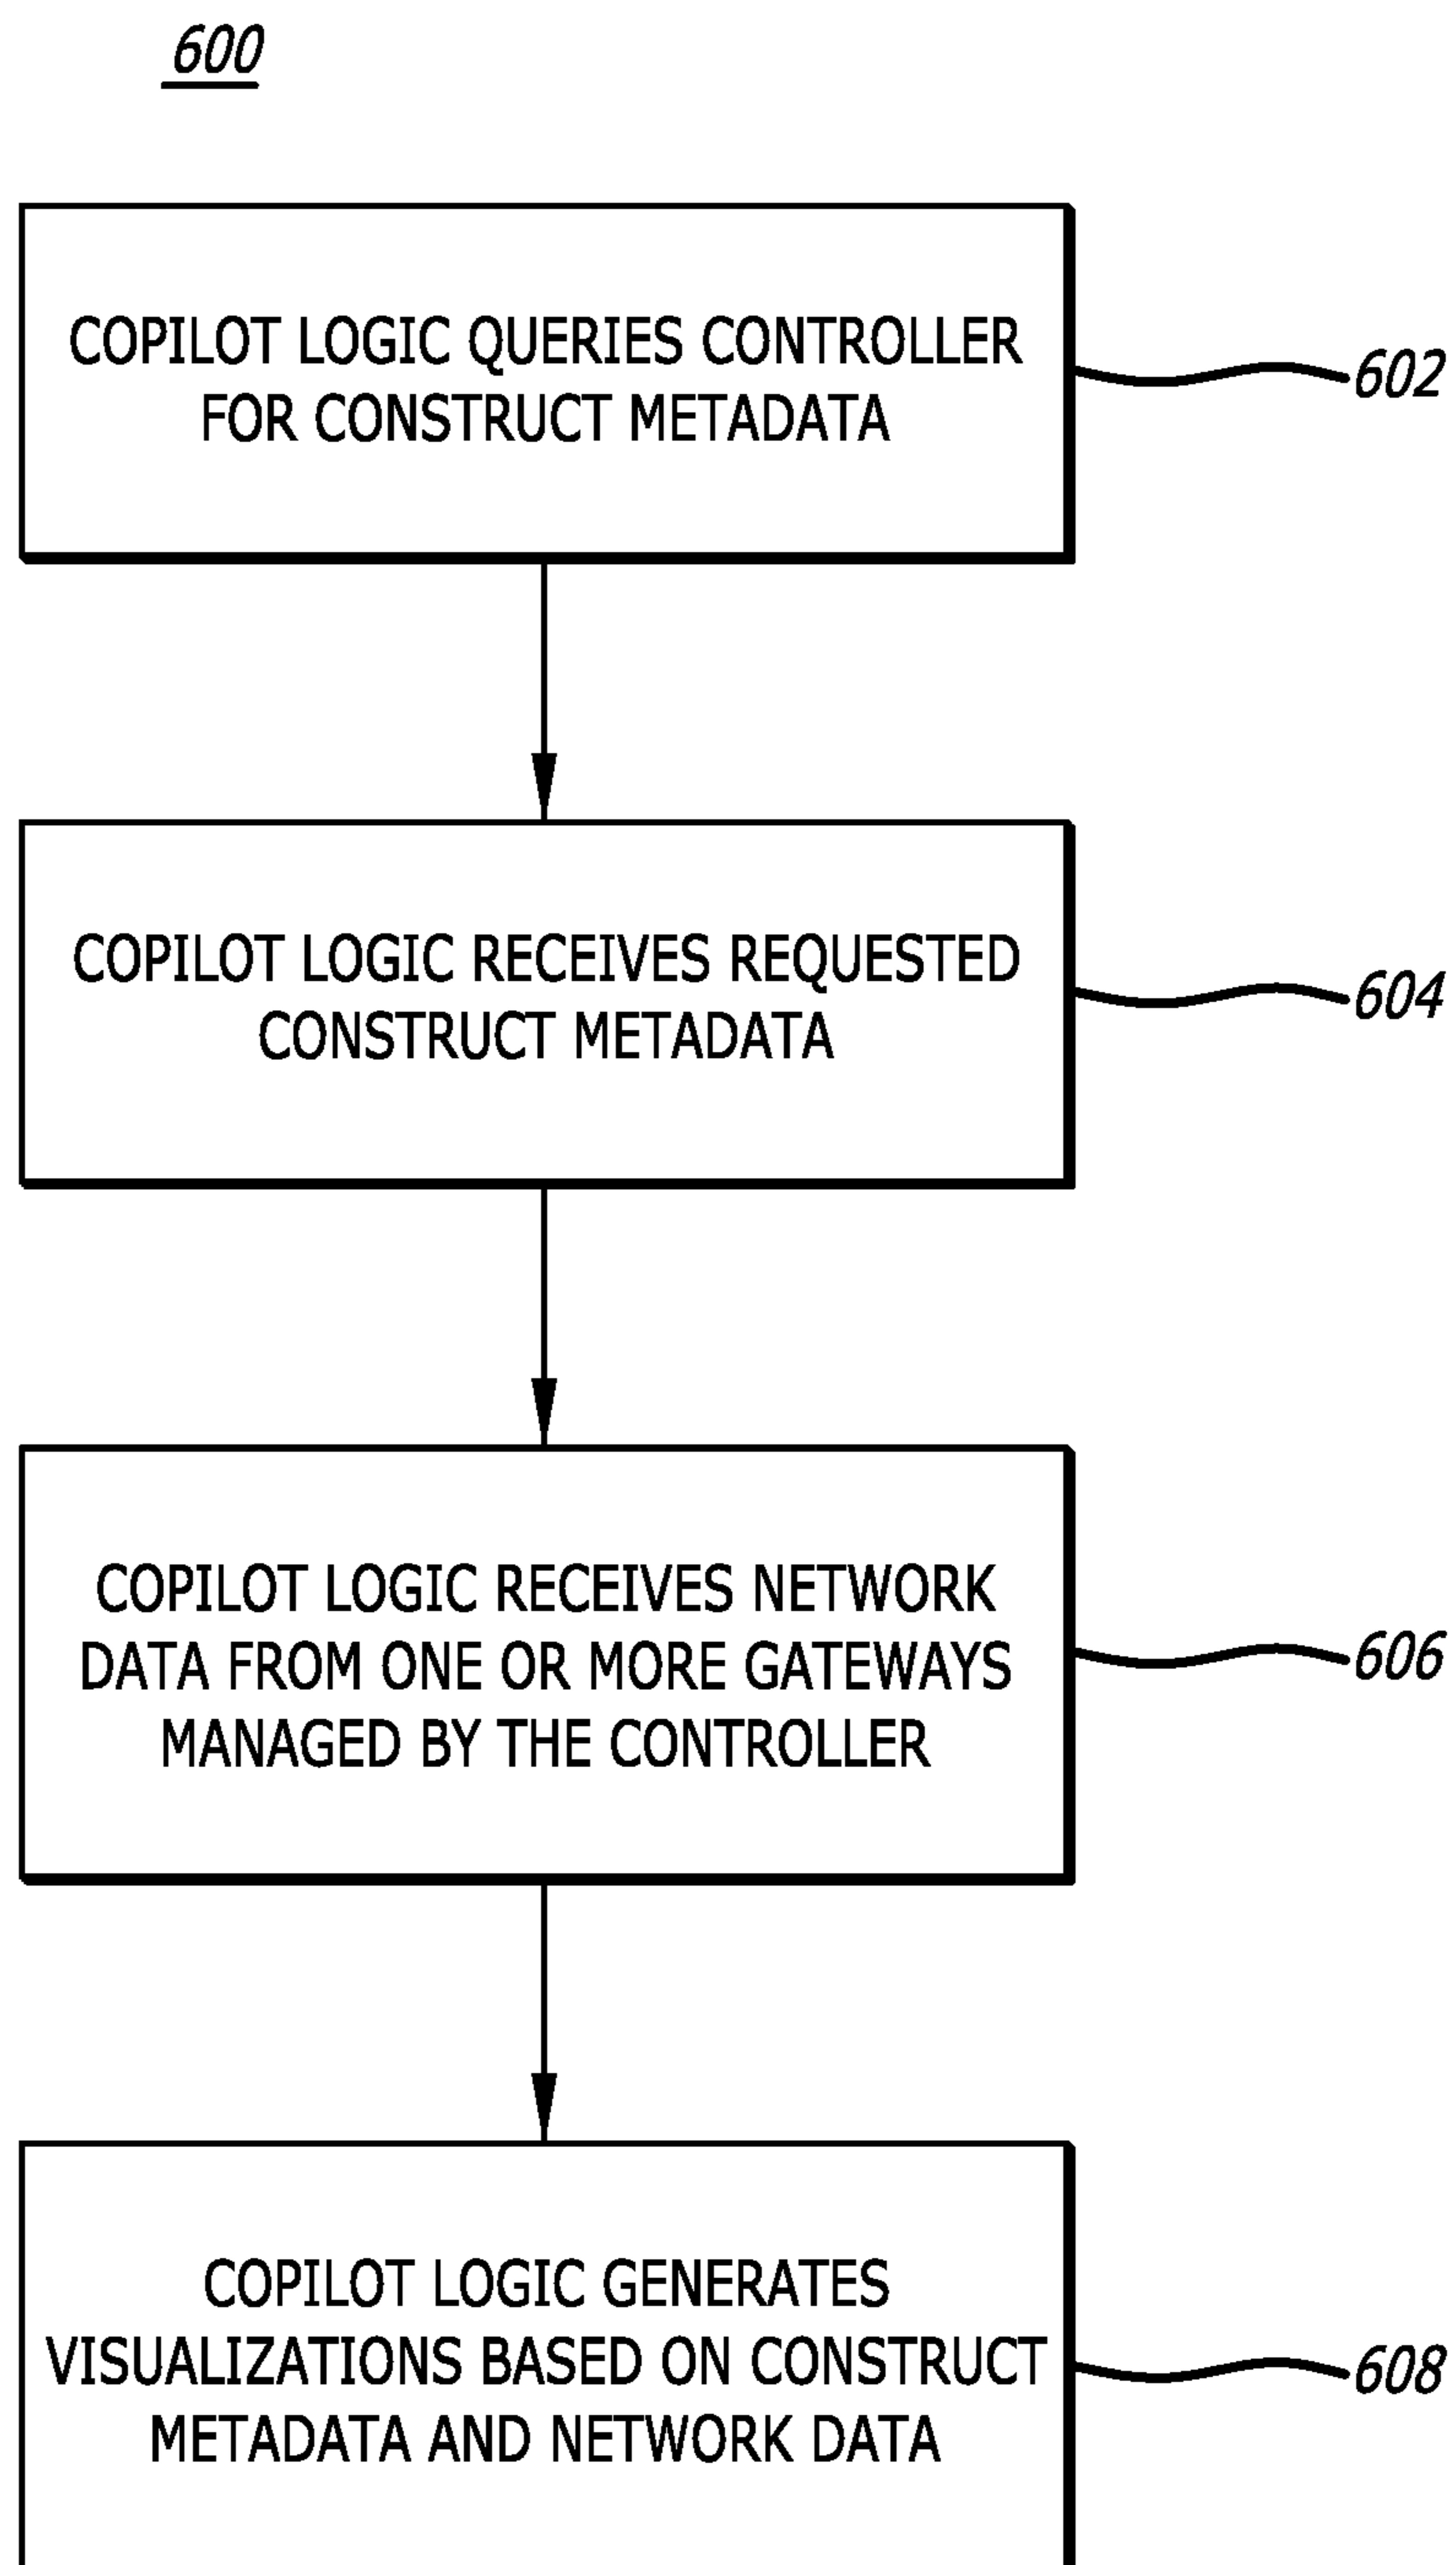 600
COPILOT LOGIC QUERIES CONTROLLER
FOR CONSTRUCT METADATA
602
COPILOT LOGIC RECEIVES REQUESTED
CONSTRUCT METADATA
604
COPILOT LOGIC RECEIVES NETWORK
DATA FROM ONE OR MORE GATEWAYS
MANAGED BY THE CONTROLLER
606
COPILOT LOGIC GENERATES
VISUALIZATIONS BASED ON CONSTRUCT
METADATA AND NETWORK DATA
608